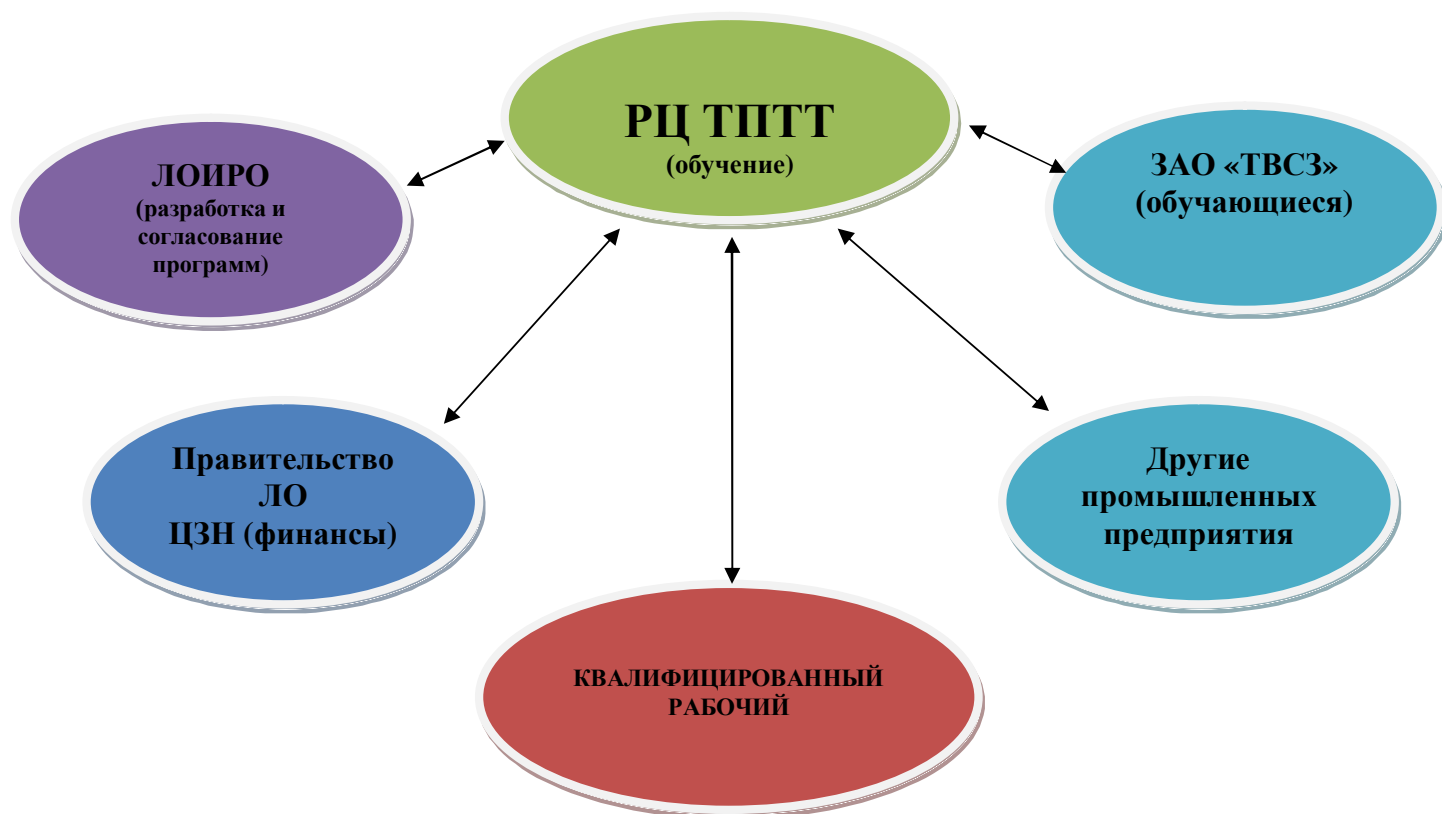 РЦ ТПТТ
(обучение)
ЛОИРО
(разработка и
согласование
программ)
ЗАО «ТВСЗ»
(обучающиеся)
Правительство
ЛО
ЦЗН (финансы)
Другие
промышленных
предприятия
КВАЛИФИЦИРОВАННЫЙ
РАБОЧИЙ